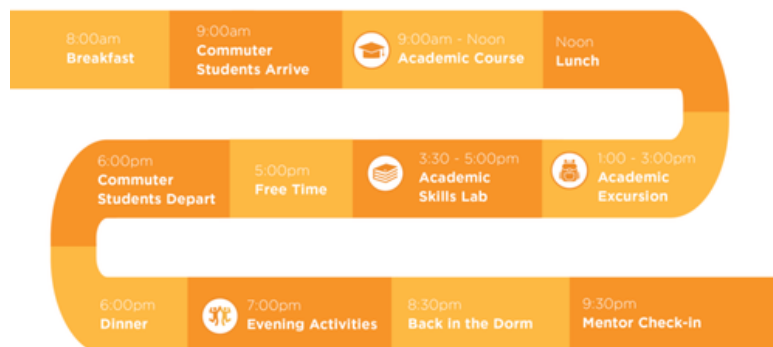 8:00am
Breakfast
9:00am
Commuter
Students Arrive
9:00am - Noon
Academic Course
Noon
Lunch
1:00 - 3:00pm
Academic
Excursion
3:30 - 5:00pm
Academic
Skills Lab
5:00pm
Free Time
6:00pm
Commuter
Students Depart
6:00pm
Dinner
7:00pm
Evening Activities
8:30pm
Back in the Dorm
9:30pm
Mentor Check-in